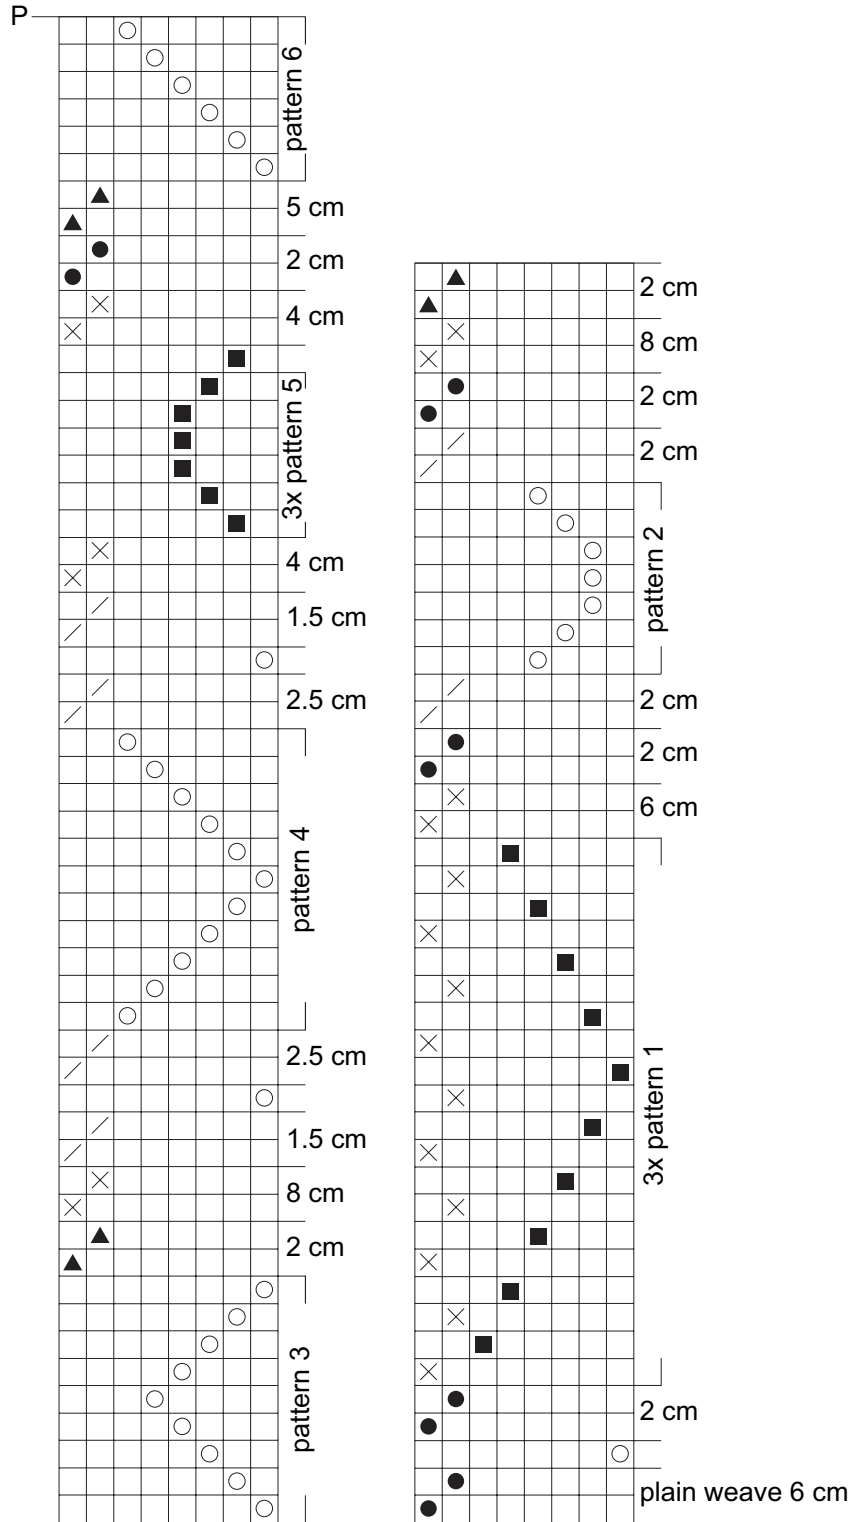 P
pattern 6
5 cm
2 cm
4 cm
3x pattern 5
4 cm
1.5 cm
2.5 cm
pattern 4
2.5 cm
1.5 cm
8 cm
2 cm
pattern 3
2 cm
8 cm
2 cm
2 cm
pattern 2
2 cm
2 cm
6 cm
3x pattern 1
2 cm
plain weave 6 cm